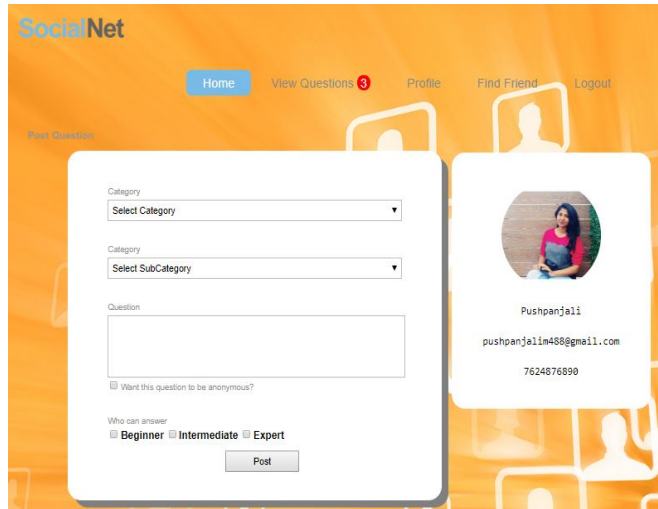 SocialNet
Home View Questions 3 Profile Find Friend Logout
Post Question
Category
Select Category
Category
Select SubCategory
Question
Want this question to be anonymous?
Who can answer
Beginner Intermediate Expert
Post
Pushpanjali
pushpanjalim488@gmail.com
7624876890